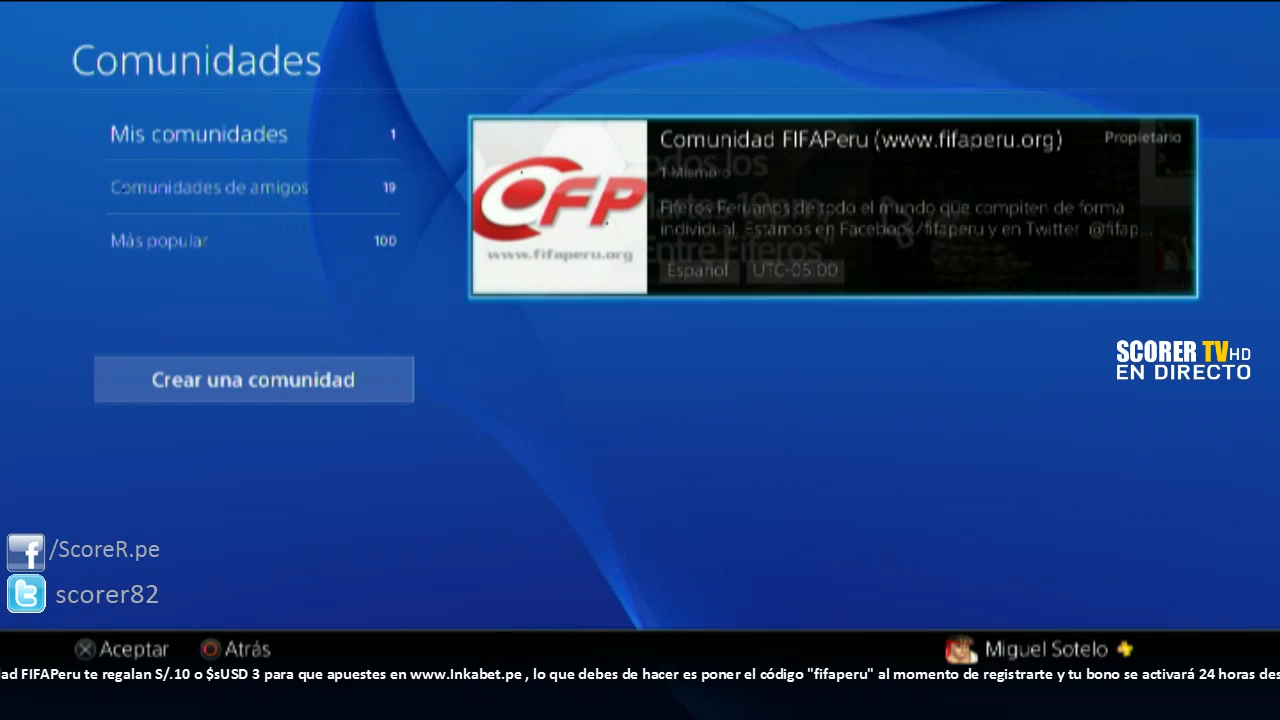 Comunidades
Mis comunidades 1
Comunidades de amigos 19
Más popular 100
Crear una comunidad
CFP
www.fifaperu.org
Comunidad FIFAPeru (www.fifaperu.org)
Propietario
1 Miembro
Fiferos Peruanos de todo el mundo que compiten de forma
individual. Estamos en Facebook/fifaperu y en Twitter @fifap...
Español UTC-05:00
SCORER TV HD
EN DIRECTO
/ScoreR.pe
scorer82
Aceptar Atrás
Miguel Sotelo
ad FIFAPeru te regalan S/.10 o $sUSD 3 para que apuestes en www.Inkabet.pe , lo que debes de hacer es poner el código "fifaperu" al momento de registrarte y tu bono se activará 24 horas des